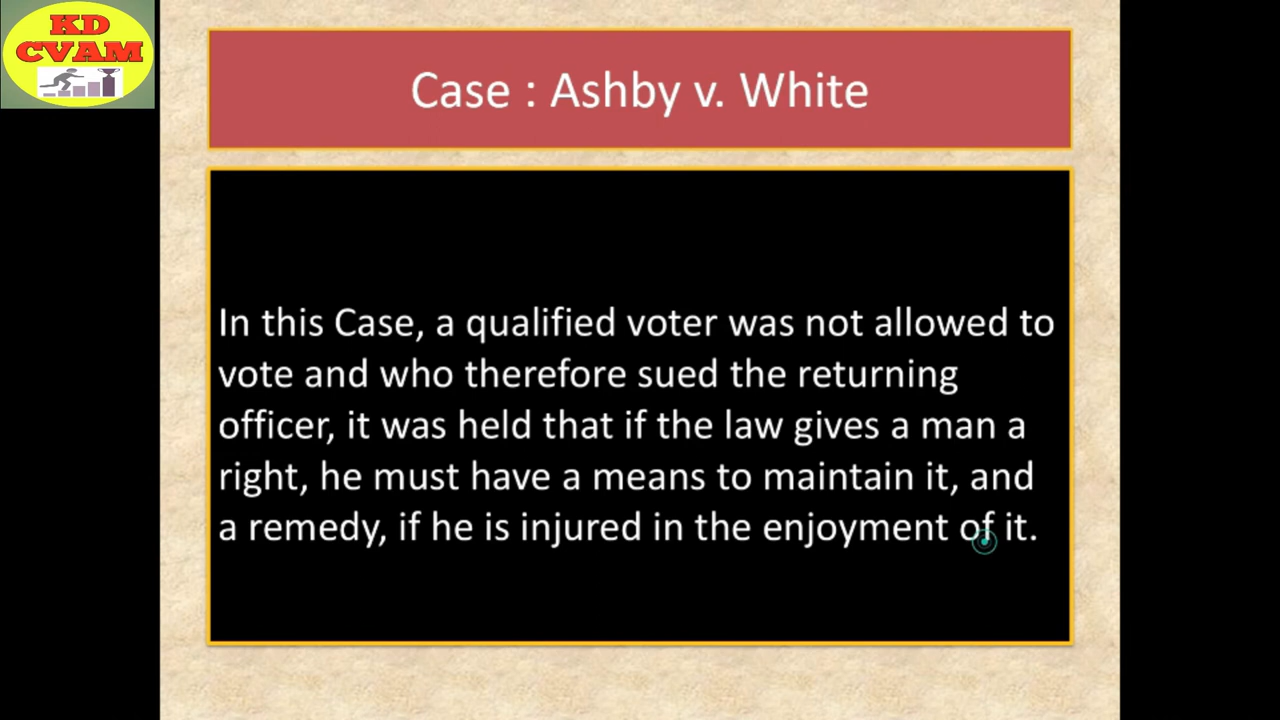 KD
CVAM
Case : Ashby v. White
In this Case, a qualified voter was not allowed to
vote and who therefore sued the returning
officer, it was held that if the law gives a man a
right, he must have a means to maintain it, and
a remedy, if he is injured in the enjoyment of it.